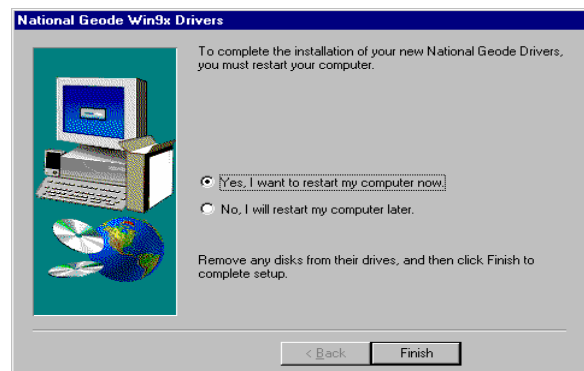 National Geode Win9x Drivers
To complete the installation of your new National Geode Drivers,
you must restart your computer.
Yes, I want to restart my computer now.
No, I will restart my computer later.
Remove any disks from their drives, and then click Finish to
complete setup.
< Back
Finish